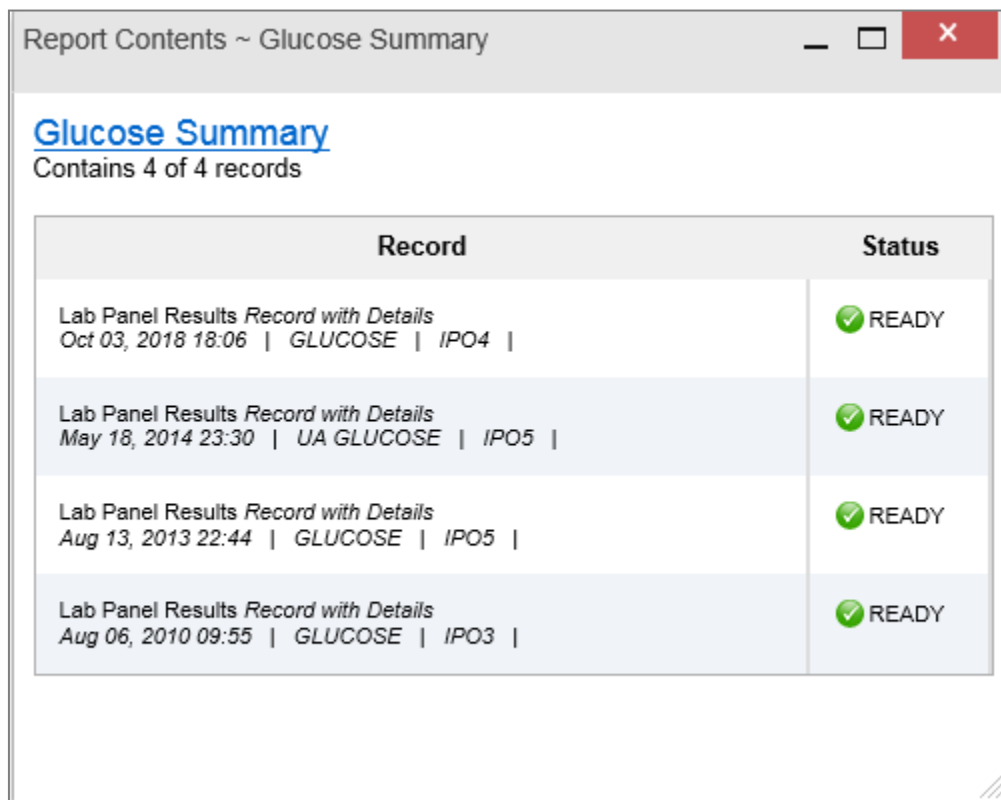 Report Contents ~ Glucose Summary
Glucose Summary
Contains 4 of 4 records
Record Status
Lab Panel Results Record with Details READY
Oct 03, 2018 18:06 | GLUCOSE | IPO4 |
Lab Panel Results Record with Details READY
May 18, 2014 23:30 | UA GLUCOSE | IPO5 |
Lab Panel Results Record with Details READY
Aug 13, 2013 22:44 | GLUCOSE | IPO5 |
Lab Panel Results Record with Details READY
Aug 06, 2010 09:55 | GLUCOSE | IPO3 |